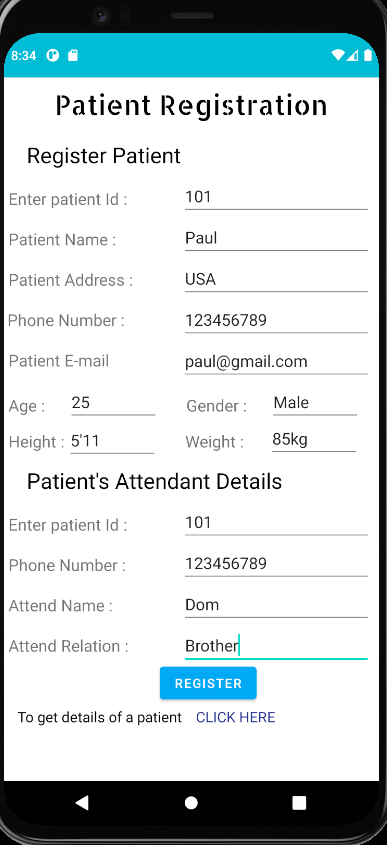 8:34
Patient Registration
Register Patient
Enter patient Id : 101
Patient Name : Paul
Patient Address : USA
Phone Number : 123456789
Patient E-mail paul@gmail.com
Age : 25 Gender : Male
Height : 5'11 Weight : 85kg
Patient's Attendant Details
Enter patient Id : 101
Phone Number : 123456789
Attend Name : Dom
Attend Relation : Brother
REGISTER
To get details of a patient CLICK HERE